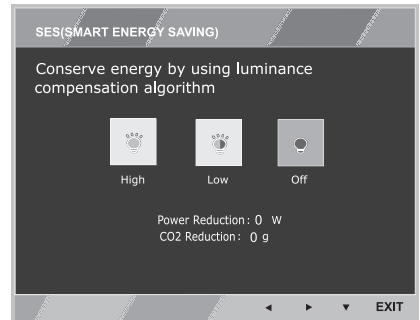 SES(SMART ENERGY SAVING)
Conserve energy by using luminance
compensation algorithm
High Low Off
Power Reduction: 0 W
CO2 Reduction: 0 g
◄ ► ▼ EXIT